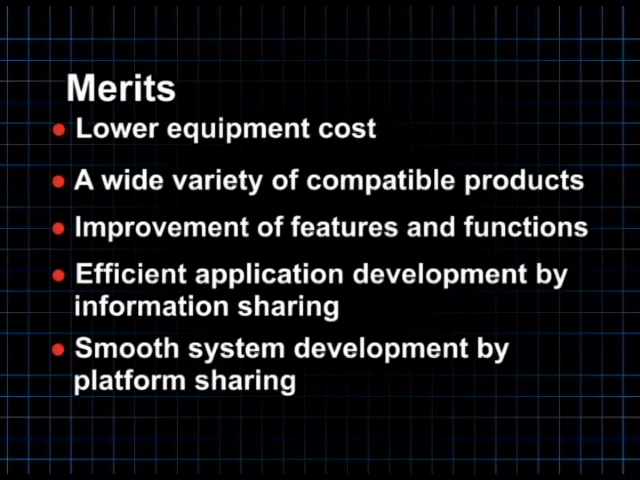 Merits
• Lower equipment cost
• A wide variety of compatible products
• Improvement of features and functions
• Efficient application development by
information sharing
• Smooth system development by
platform sharing